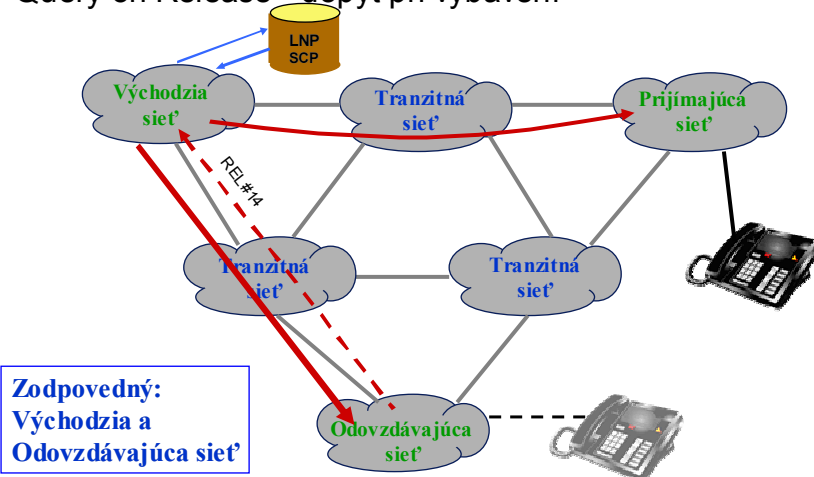 LNP
SCP
Východzia
sieť
Tranzitná
sieť
Prijímajúca
sieť
REL#14
Tranzitná
sieť
Tranzitná
sieť
Zodpovedný:
Východzia a
Odovzdávajúca sieť
Odovzdávajúca
sieť